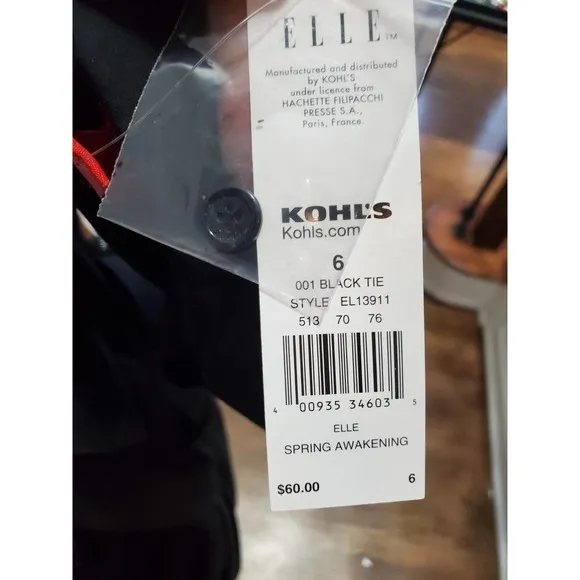 ELLE™
Manufactured and distributed
by KOHL'S
under licence from
HACHETTE FILIPACCHI
PRESSE S.A.,
Paris, France.
KOHL'S
Kohls.com
6
001 BLACK TIE
STYLE EL13911
513 70 76
4 00935 34603 5
ELLE
SPRING AWAKENING
$60.00 6